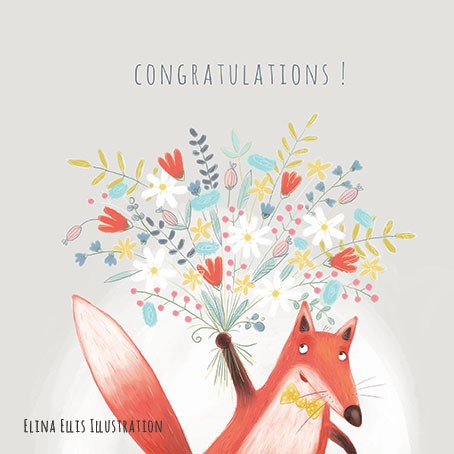 CONGRATULATIONS !
ELINA ELLIS ILLUSTRATION